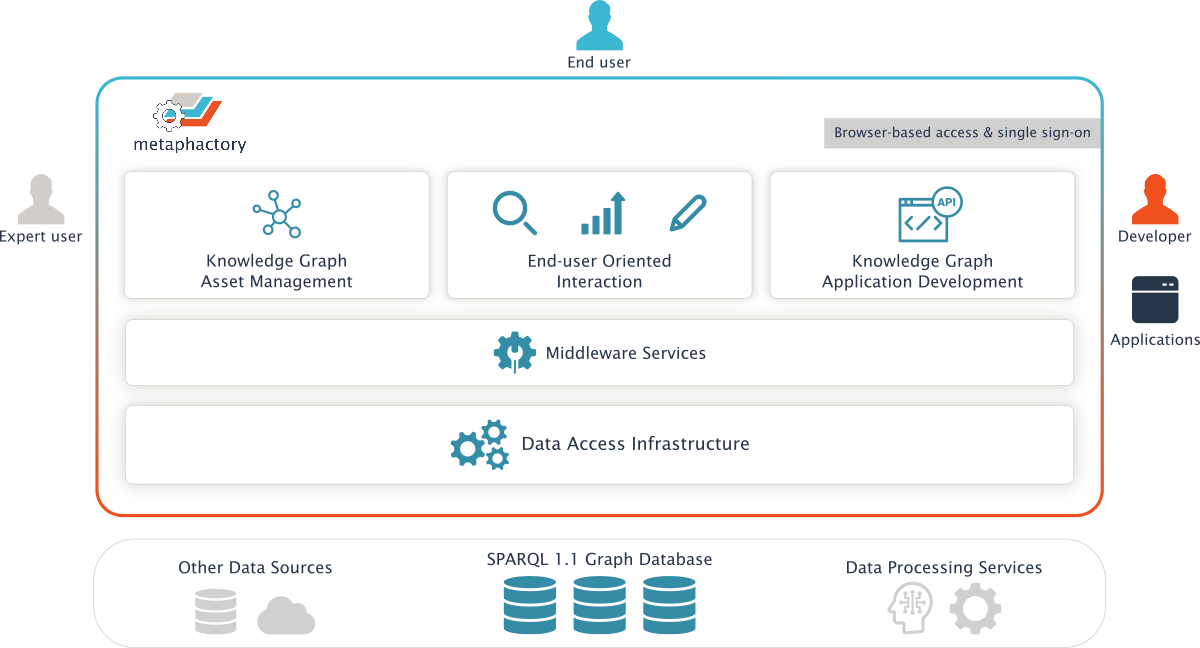 End user
metaphactory
Browser-based access & single sign-on
Expert user
Knowledge Graph
Asset Management
End-user Oriented
Interaction
API
Knowledge Graph
Application Development
Developer
Applications
Middleware Services
Data Access Infrastructure
Other Data Sources
SPARQL 1.1 Graph Database
Data Processing Services